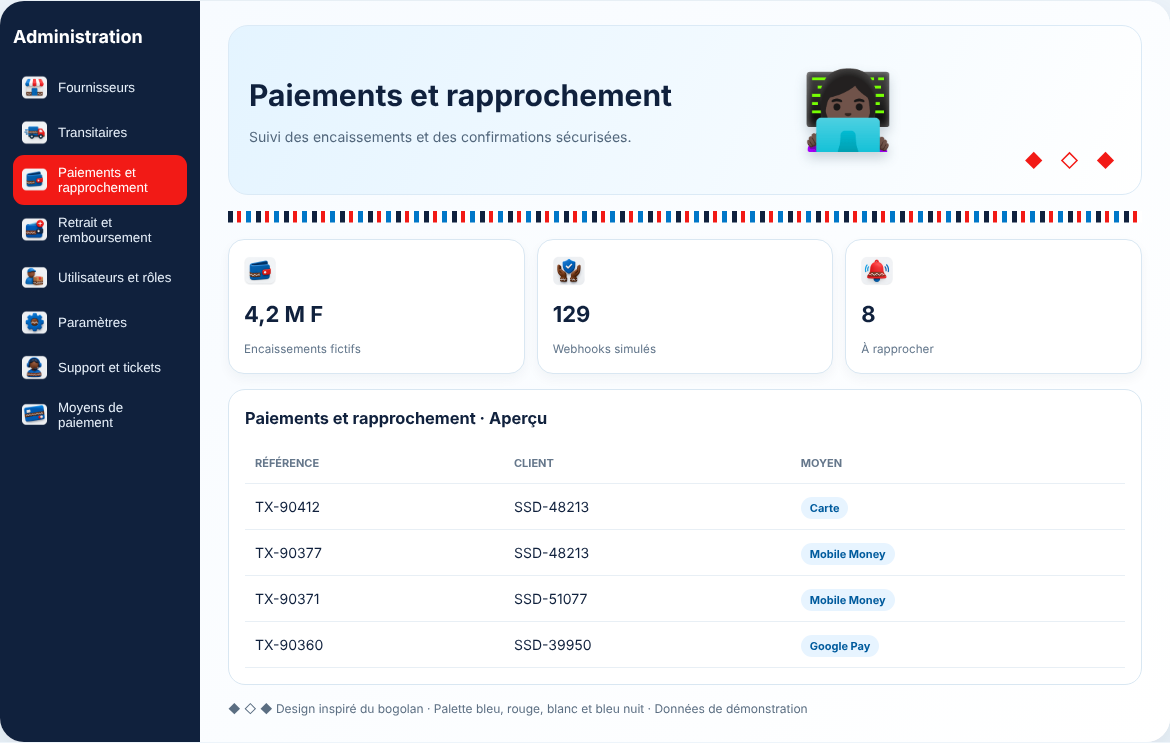 Administration
Fournisseurs
Transitaires
Paiements et
rapprochement
Retrait et
remboursement
Utilisateurs et rôles
Paramètres
Support et tickets
Moyens de
paiement
Paiements et rapprochement
Suivi des encaissements et des confirmations sécurisées.
4,2 M F
Encaissements fictifs
129
Webhooks simulés
8
À rapprocher
Paiements et rapprochement · Aperçu
RÉFÉRENCE CLIENT MOYEN
TX-90412 SSD-48213 Carte
TX-90377 SSD-48213 Mobile Money
TX-90371 SSD-51077 Mobile Money
TX-90360 SSD-39950 Google Pay
◆ ◇ ◆ Design inspiré du bogolan · Palette bleu, rouge, blanc et bleu nuit · Données de démonstration